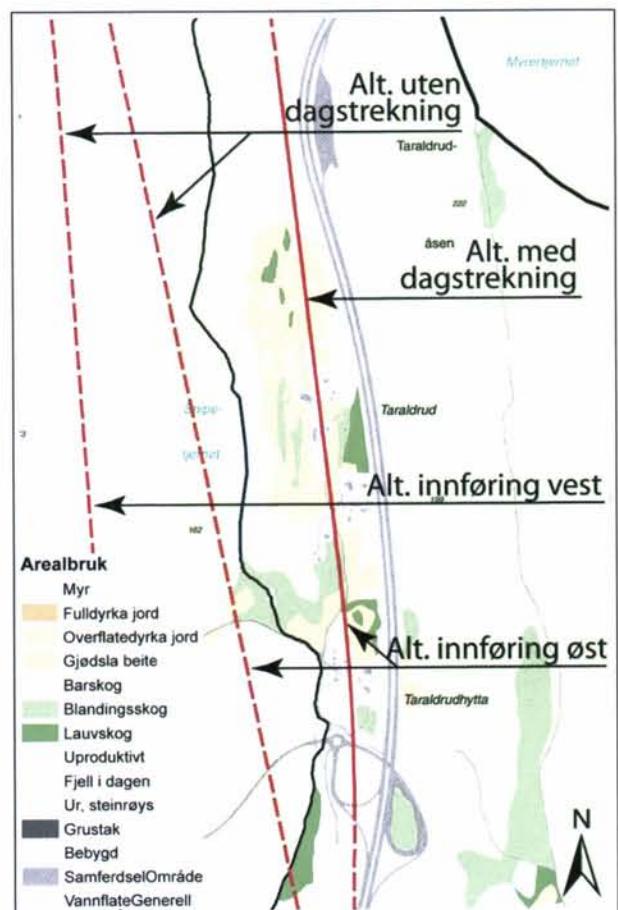 Myrertjernet
Alt. uten
dagstrekning
Taraldrud-
222
åsen
Alt. med
dagstrekning
Taraldrud
tjernet
Alt. innføring vest
162
Arealbruk
Myr
Fulldyrka jord
Overflatedyrka jord
Gjødsla beite
Barskog
Blandingsskog
Lauvskog
Uproduktivt
Fjell i dagen
Ur, steinrøys
Grustak
Bebygd
SamferdselOmråde
VannflateGenerell
Alt. innføring øst
Taraldrudhytta
N